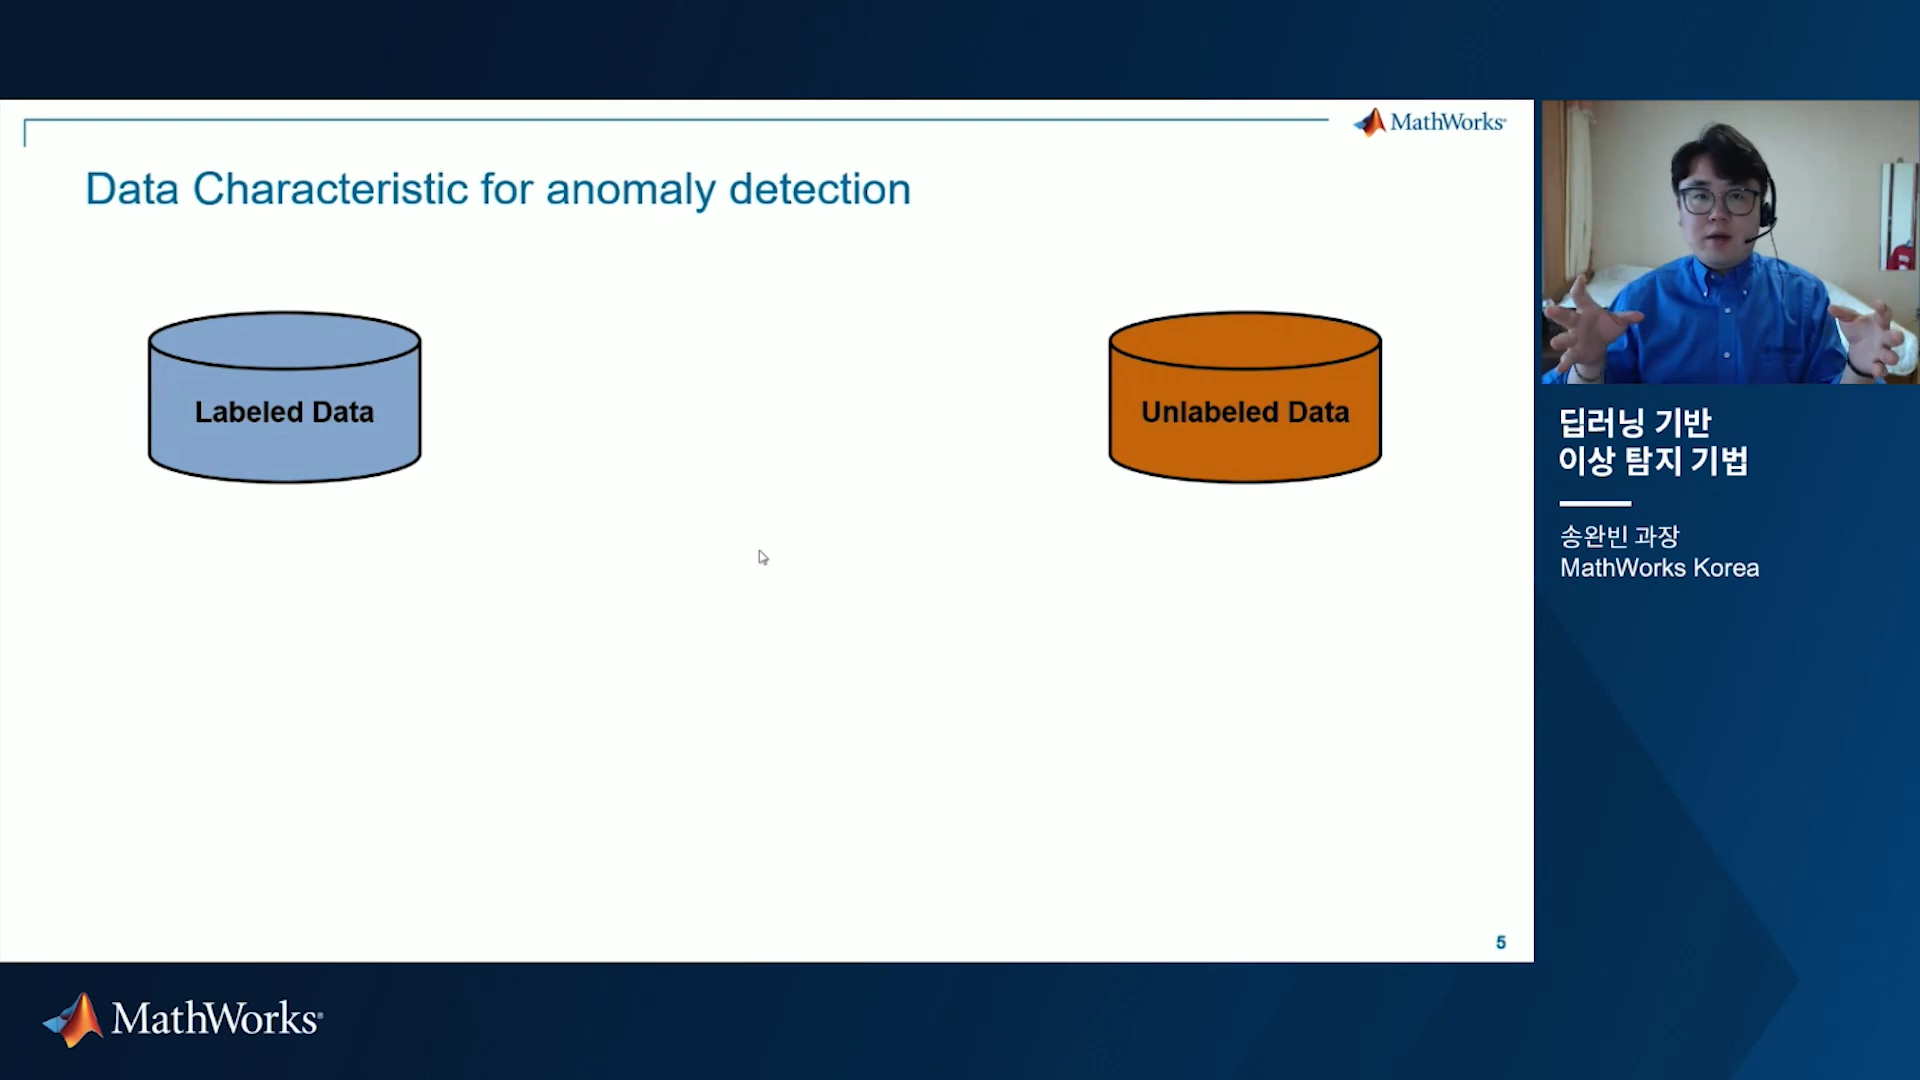 MathWorks
Data Characteristic for anomaly detection
Labeled Data
Unlabeled Data
5
딥러닝 기반
이상 탐지 기법
송완빈 과장
MathWorks Korea
MathWorks